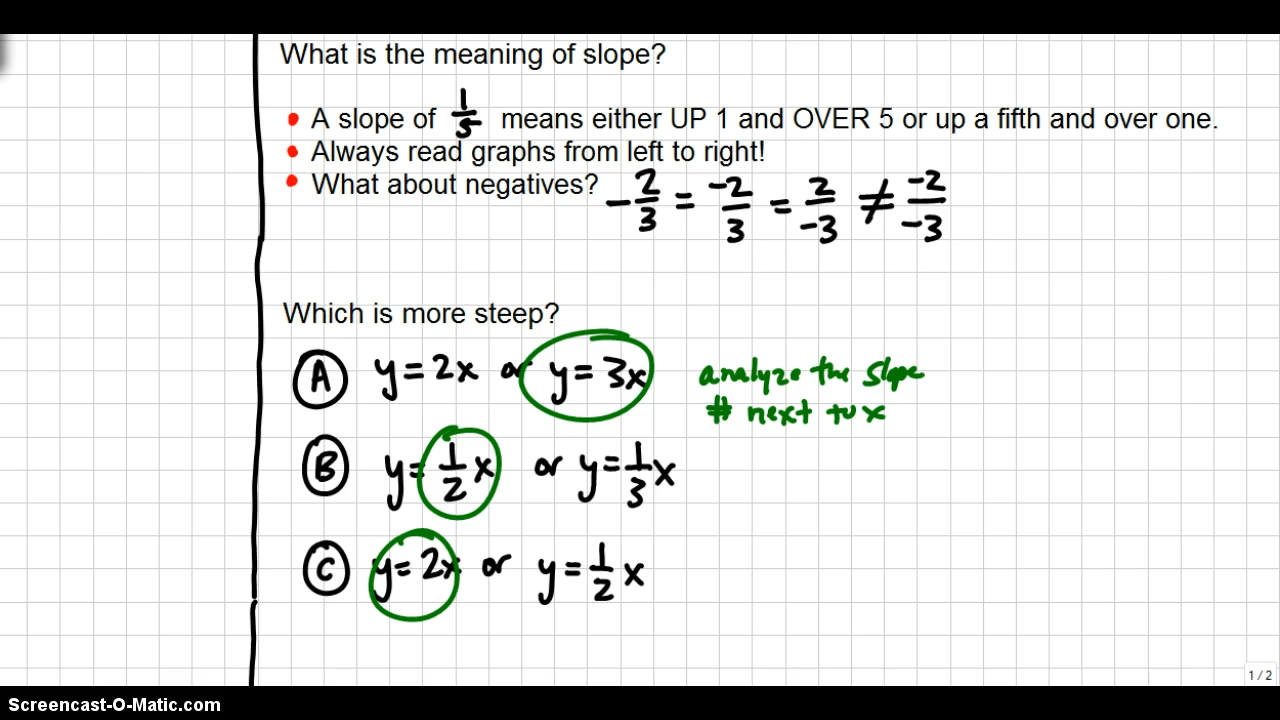 What is the meaning of slope?
• A slope of 1/5 means either UP 1 and OVER 5 or up a fifth and over one.
• Always read graphs from left to right!
• What about negatives? -2/3 = -2/3 = 2/-3 ≠ -2/-3
Which is more steep?
A y = 2x or y = 3x analyze the slope
# next to x
B y = 1/2 x or y = 1/3 x
C y = 2x or y = 1/2 x
1 / 2
Screencast-O-Matic.com